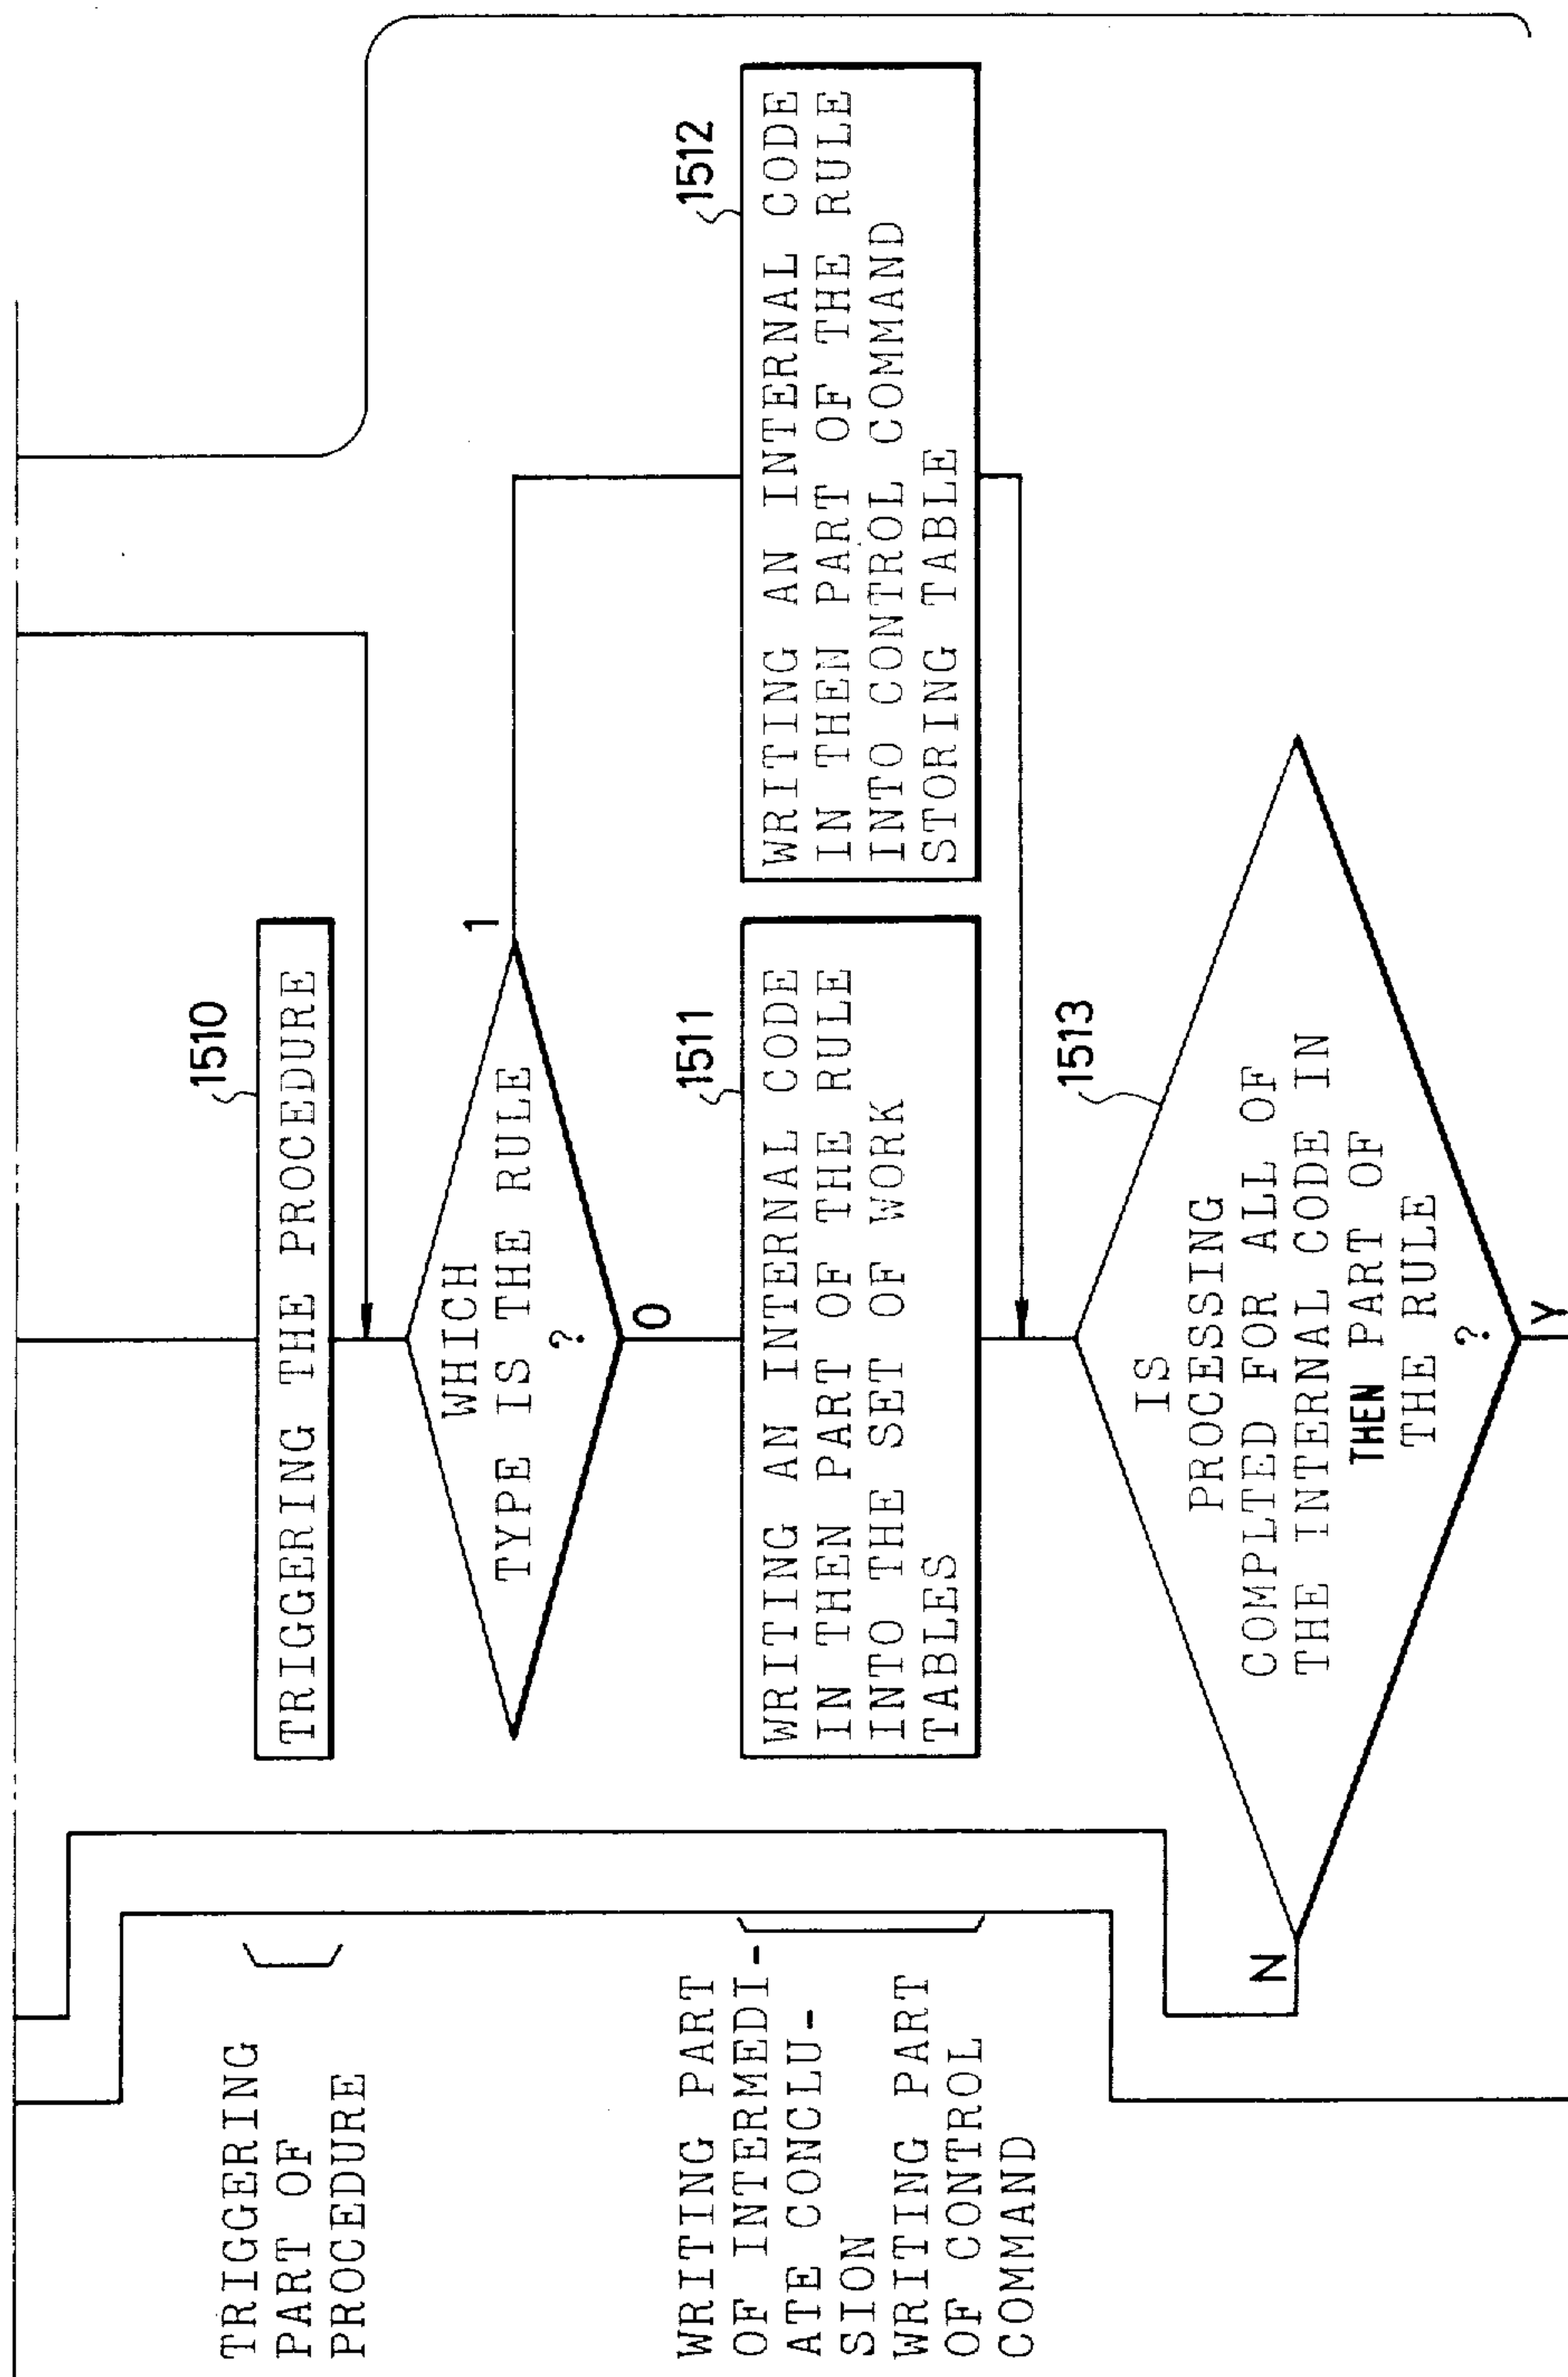 TRIGGERING
PART OF
PROCEDURE
1510
TRIGGERING THE PROCEDURE
WHICH
TYPE IS THE RULE
?
1
0
WRITING PART
OF INTERMEDI-
ATE CONCLU-
SION
WRITING PART
OF CONTROL
COMMAND
1511
WRITING AN INTERNAL CODE
IN THEN PART OF THE RULE
INTO THE SET OF WORK
TABLES
1512
WRITING AN INTERNAL CODE
IN THEN PART OF THE RULE
INTO CONTROL COMMAND
STORING TABLE
1513
IS
PROCESSING
COMPLTED FOR ALL OF
THE INTERNAL CODE IN
THEN PART OF
THE RULE
?
N
Y